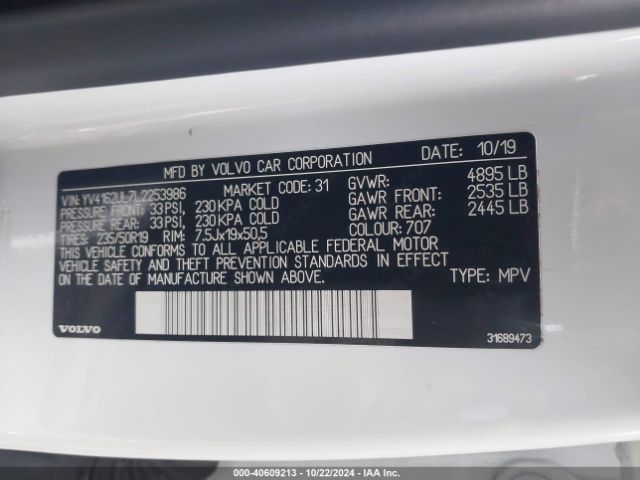 MFD BY VOLVO CAR CORPORATION DATE: 10/19
VIN: YV4162UL7L2253986 MARKET CODE: 31 GVWR: 4895 LB
PRESSURE FRONT: 33 PSI, 230 KPA COLD GAWR FRONT: 2535 LB
PRESSURE REAR: 33 PSI, 230 KPA COLD GAWR REAR: 2445 LB
TIRES: 235/50R19 RIM: 7.5Jx19x50,5 COLOUR: 707
THIS VEHICLE CONFORMS TO ALL APPLICABLE FEDERAL MOTOR
VEHICLE SAFETY AND THEFT PREVENTION STANDARDS IN EFFECT
ON THE DATE OF MANUFACTURE SHOWN ABOVE. TYPE: MPV
VOLVO 31689473
000-40609213 - 10/22/2024 - IAA Auctions